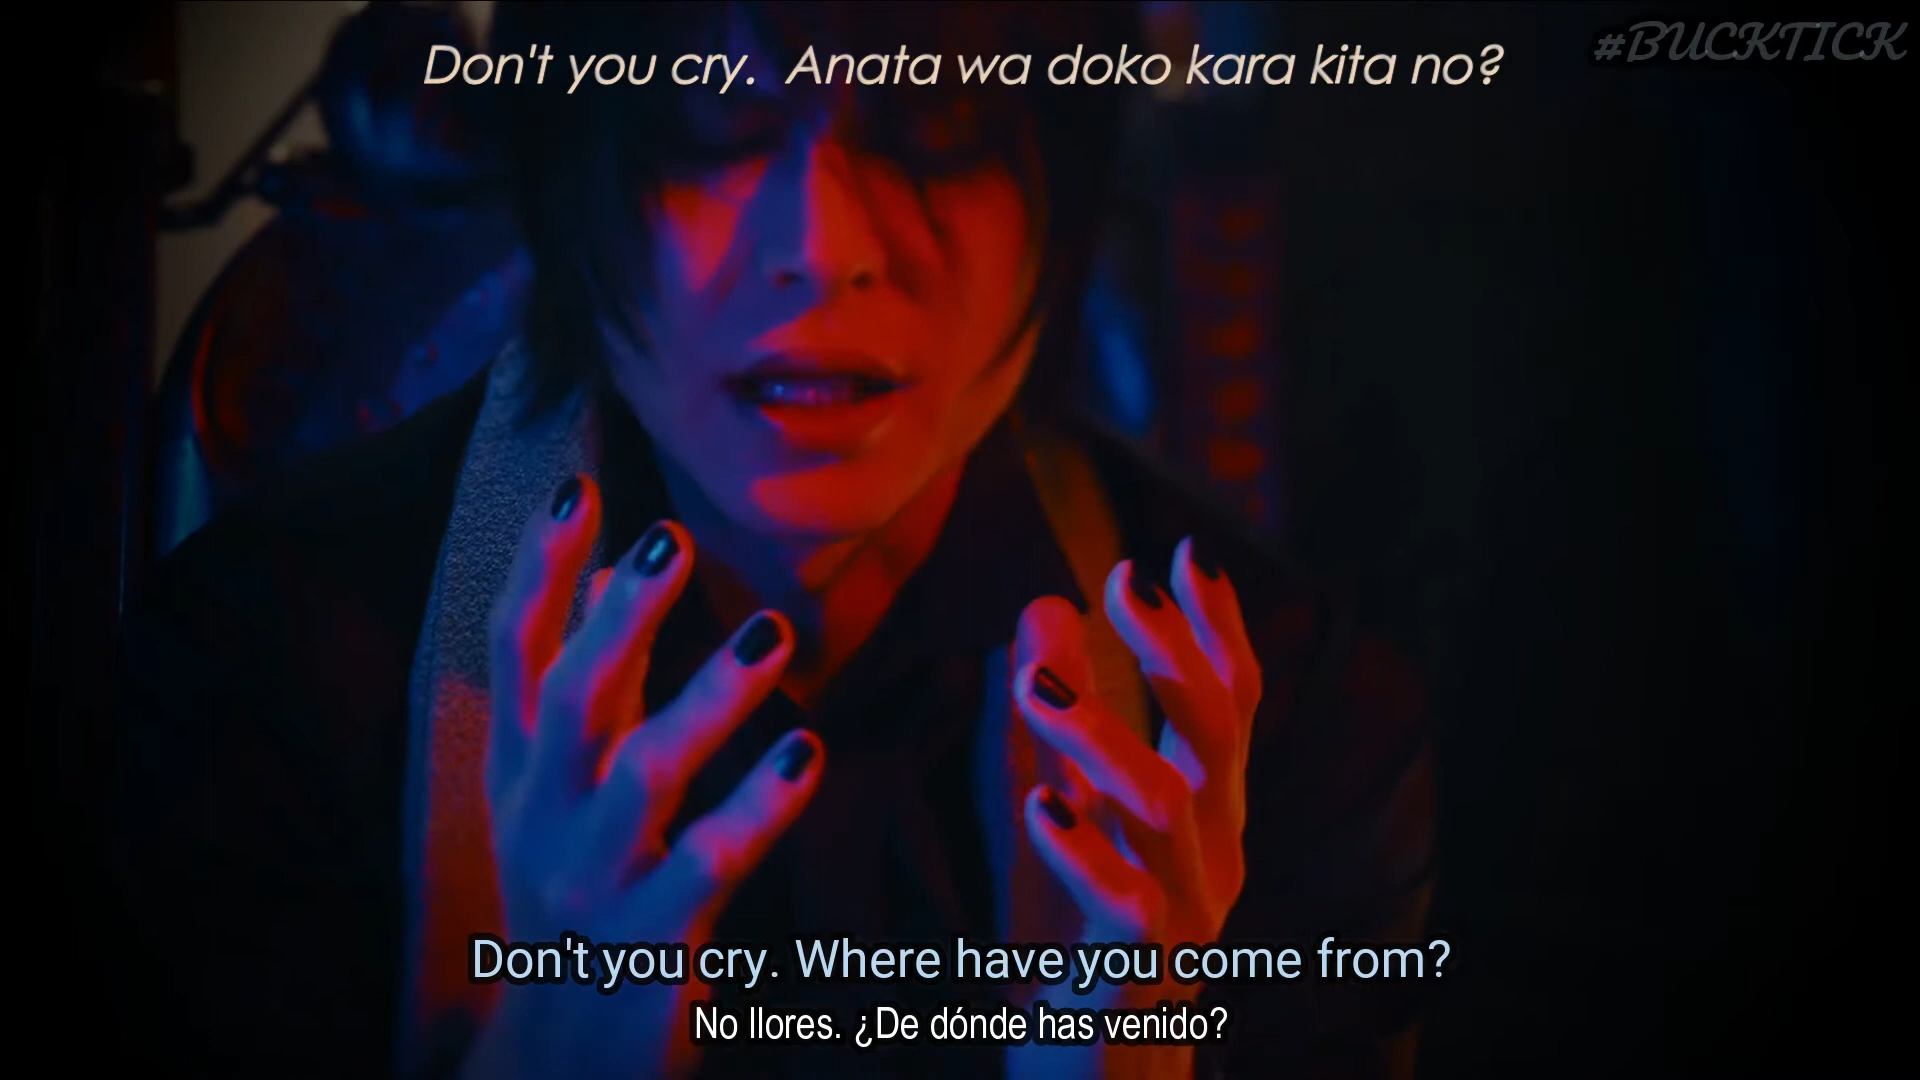 Don't you cry. Anata wa doko kara kita no?
#BUCKTICK
Don't you cry. Where have you come from?
No llores. ¿De dónde has venido?